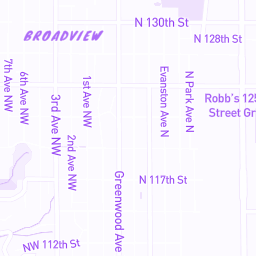 N 130th St
BROADVIEW
N 128th St
7th Ave NW
6th Ave NW
3rd Ave NW
1st Ave NW
2nd Ave NW
Evanston Ave N
N Park Ave N
Robb's 125
Street Gr
Greenwood Ave
N 117th St
NW 112th St